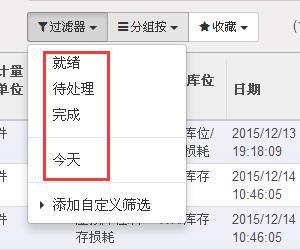 过滤器 分组按 收藏
就绪
待处理
完成
今天
添加自定义筛选
计量
单位
库位
日期
件
库位/
损耗
2015/12/13
19:18:09
件
库存
2015/12/14
10:46:05
件
存损耗
库存
2015/12/14
10:46:05